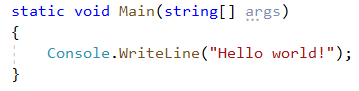 static void Main(string[] args)
{
    Console.WriteLine("Hello world!");
}